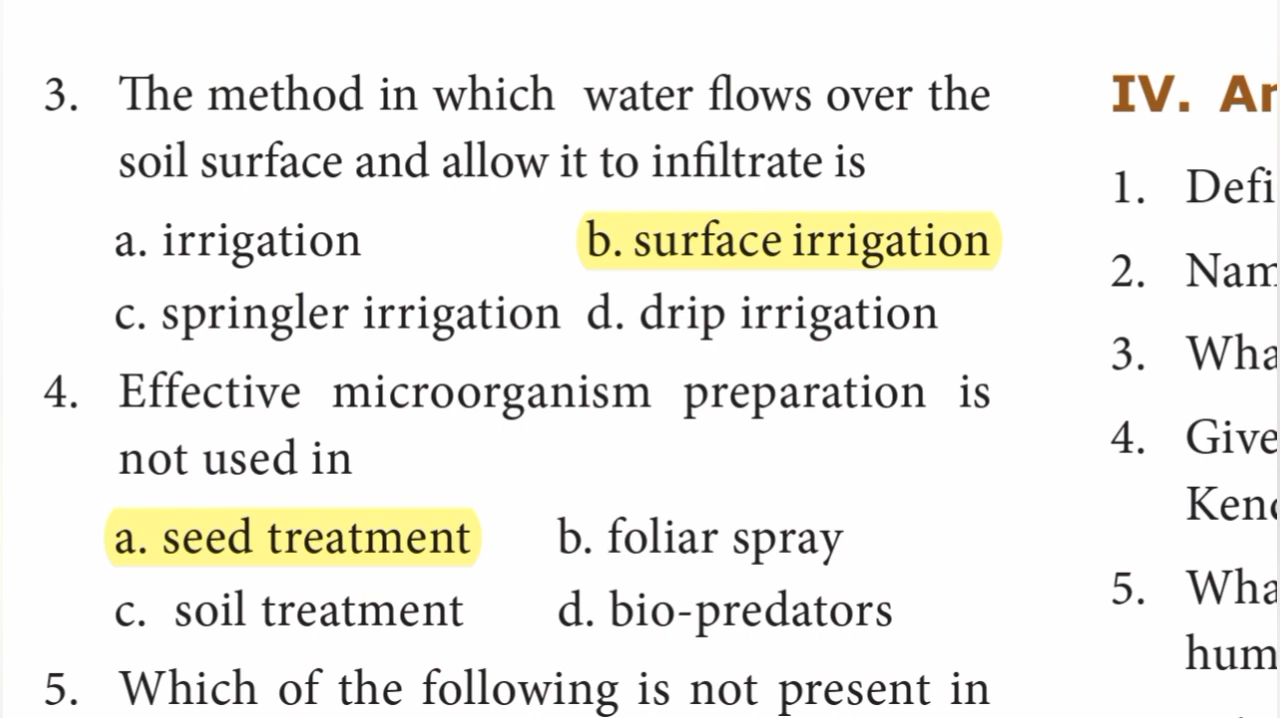 3. The method in which water flows over the
soil surface and allow it to infiltrate is
a. irrigation b. surface irrigation
c. springler irrigation d. drip irrigation
4. Effective microorganism preparation is
not used in
a. seed treatment b. foliar spray
c. soil treatment d. bio-predators
5. Which of the following is not present in
IV. Ar
1. Defi
2. Nam
3. Wha
4. Give
Kend
5. Wha
hum